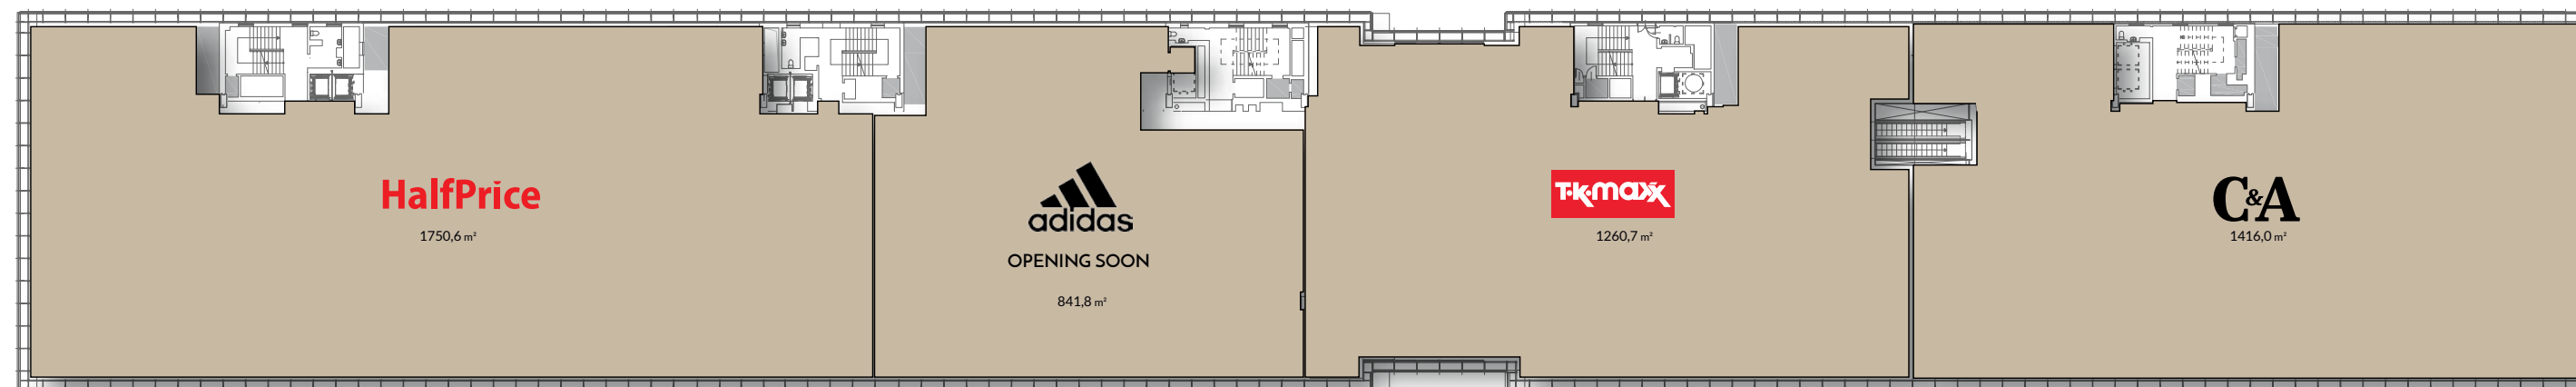 HalfPrice
1750,6 m²
adidas
OPENING SOON
841,8 m²
T·K·maxx
1260,7 m²
C&A
1416,0 m²